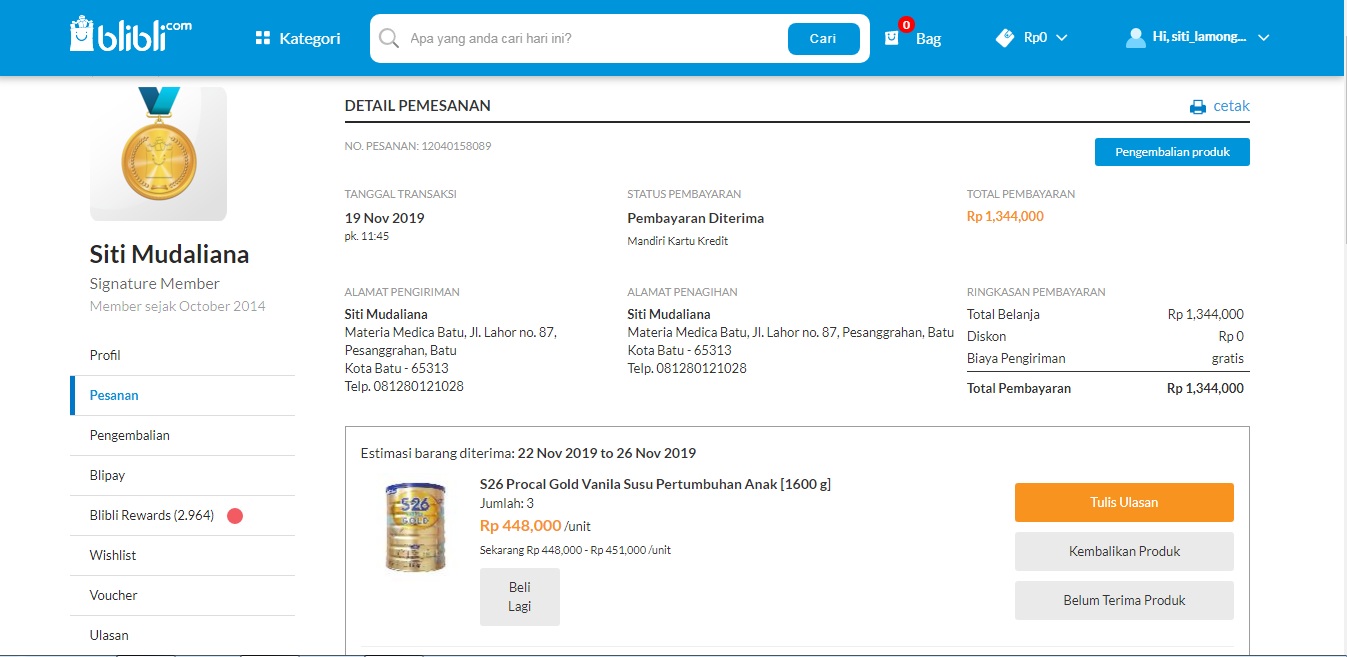 blibli.com
Kategori
Apa yang anda cari hari ini?
Cari
0
Bag
Rp0
Hi, siti_lamong...
Siti Mudaliana
Signature Member
Member sejak October 2014
Profil
Pesanan
Pengembalian
Blipay
Blibli Rewards (2.964)
Wishlist
Voucher
Ulasan
DETAIL PEMESANAN
cetak
NO. PESANAN: 12040158089
Pengembalian produk
TANGGAL TRANSAKSI
19 Nov 2019
pk. 11:45
STATUS PEMBAYARAN
Pembayaran Diterima
Mandiri Kartu Kredit
TOTAL PEMBAYARAN
Rp 1,344,000
ALAMAT PENGIRIMAN
Siti Mudaliana
Materia Medica Batu, Jl. Lahor no. 87,
Pesanggrahan, Batu
Kota Batu - 65313
Telp. 081280121028
ALAMAT PENAGIHAN
Siti Mudaliana
Materia Medica Batu, Jl. Lahor no. 87, Pesanggrahan, Batu
Kota Batu - 65313
Telp. 081280121028
RINGKASAN PEMBAYARAN
Total Belanja Rp 1,344,000
Diskon Rp 0
Biaya Pengiriman gratis
Total Pembayaran Rp 1,344,000
Estimasi barang diterima: 22 Nov 2019 to 26 Nov 2019
S26
GOLD
S26 Procal Gold Vanila Susu Pertumbuhan Anak [1600 g]
Jumlah: 3
Rp 448,000 /unit
Sekarang Rp 448,000 - Rp 451,000 /unit
Beli
Lagi
Tulis Ulasan
Kembalikan Produk
Belum Terima Produk